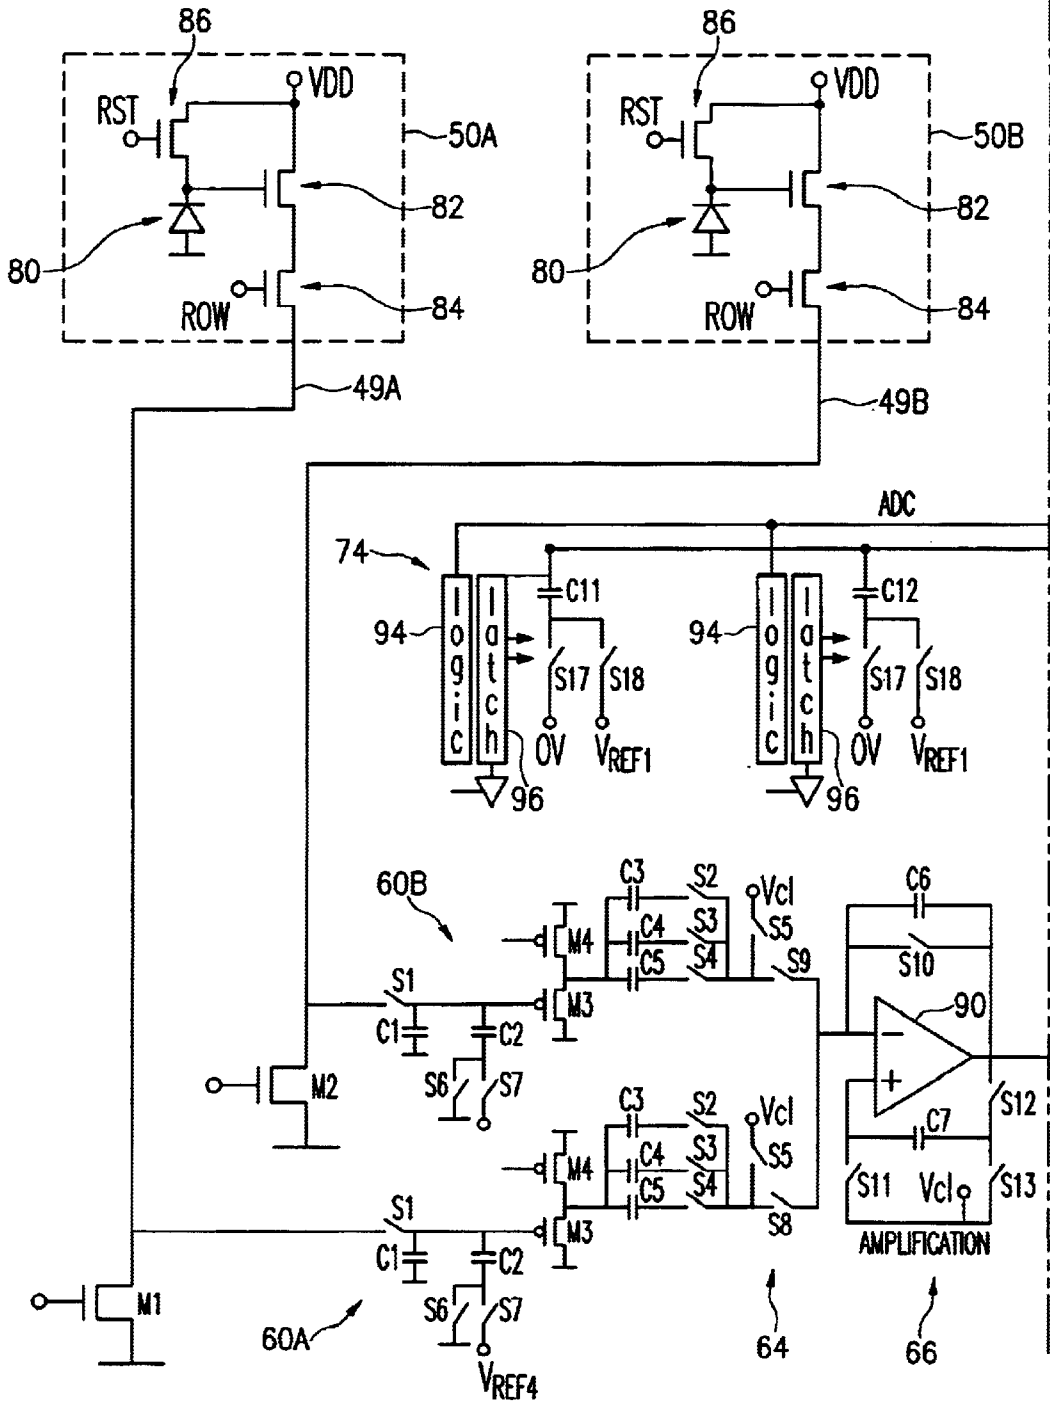 86
86
VDD
VDD
RST
RST
50A
50B
82
82
80
80
84
84
ROW
ROW
49A
49B
ADC
74
C11
C12
94
logic
latch
94
logic
latch
S17
S18
S17
S18
0V
VREF1
0V
VREF1
96
96
60B
C3
S2
Vcl
C6
M4
C4
S3
S5
S10
S1
C5
S4
S9
90
C1
C2
M3
−
M2
S6
S7
+
S12
C3
S2
Vcl
C7
M4
C4
S3
S5
S11
Vcl
S13
S1
C5
S4
S8
C1
C2
M3
AMPLIFICATION
M1
S6
S7
60A
64
66
VREF4